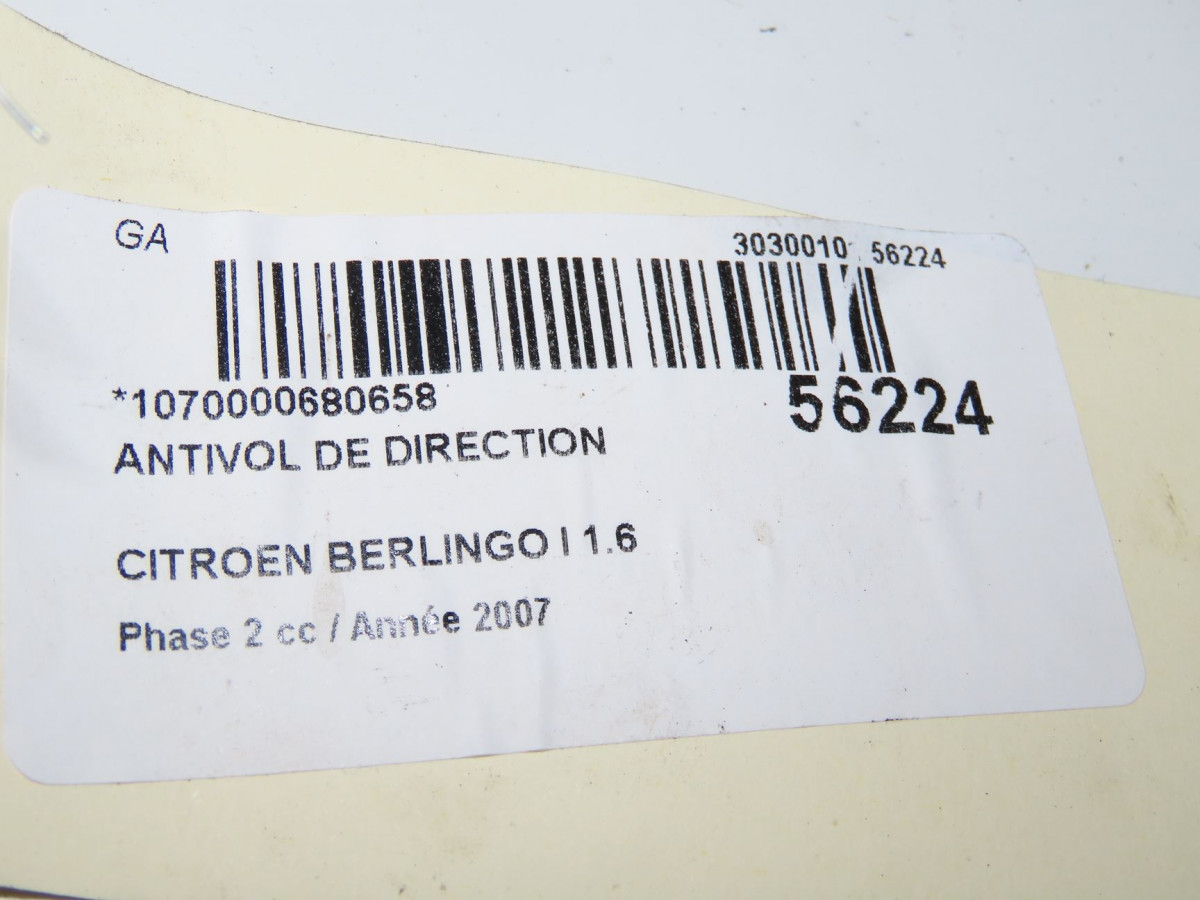 GA
3030010 56224
*1070000680658
56224
ANTIVOL DE DIRECTION
CITROEN BERLINGO I 1.6
Phase 2 cc / Année 2007